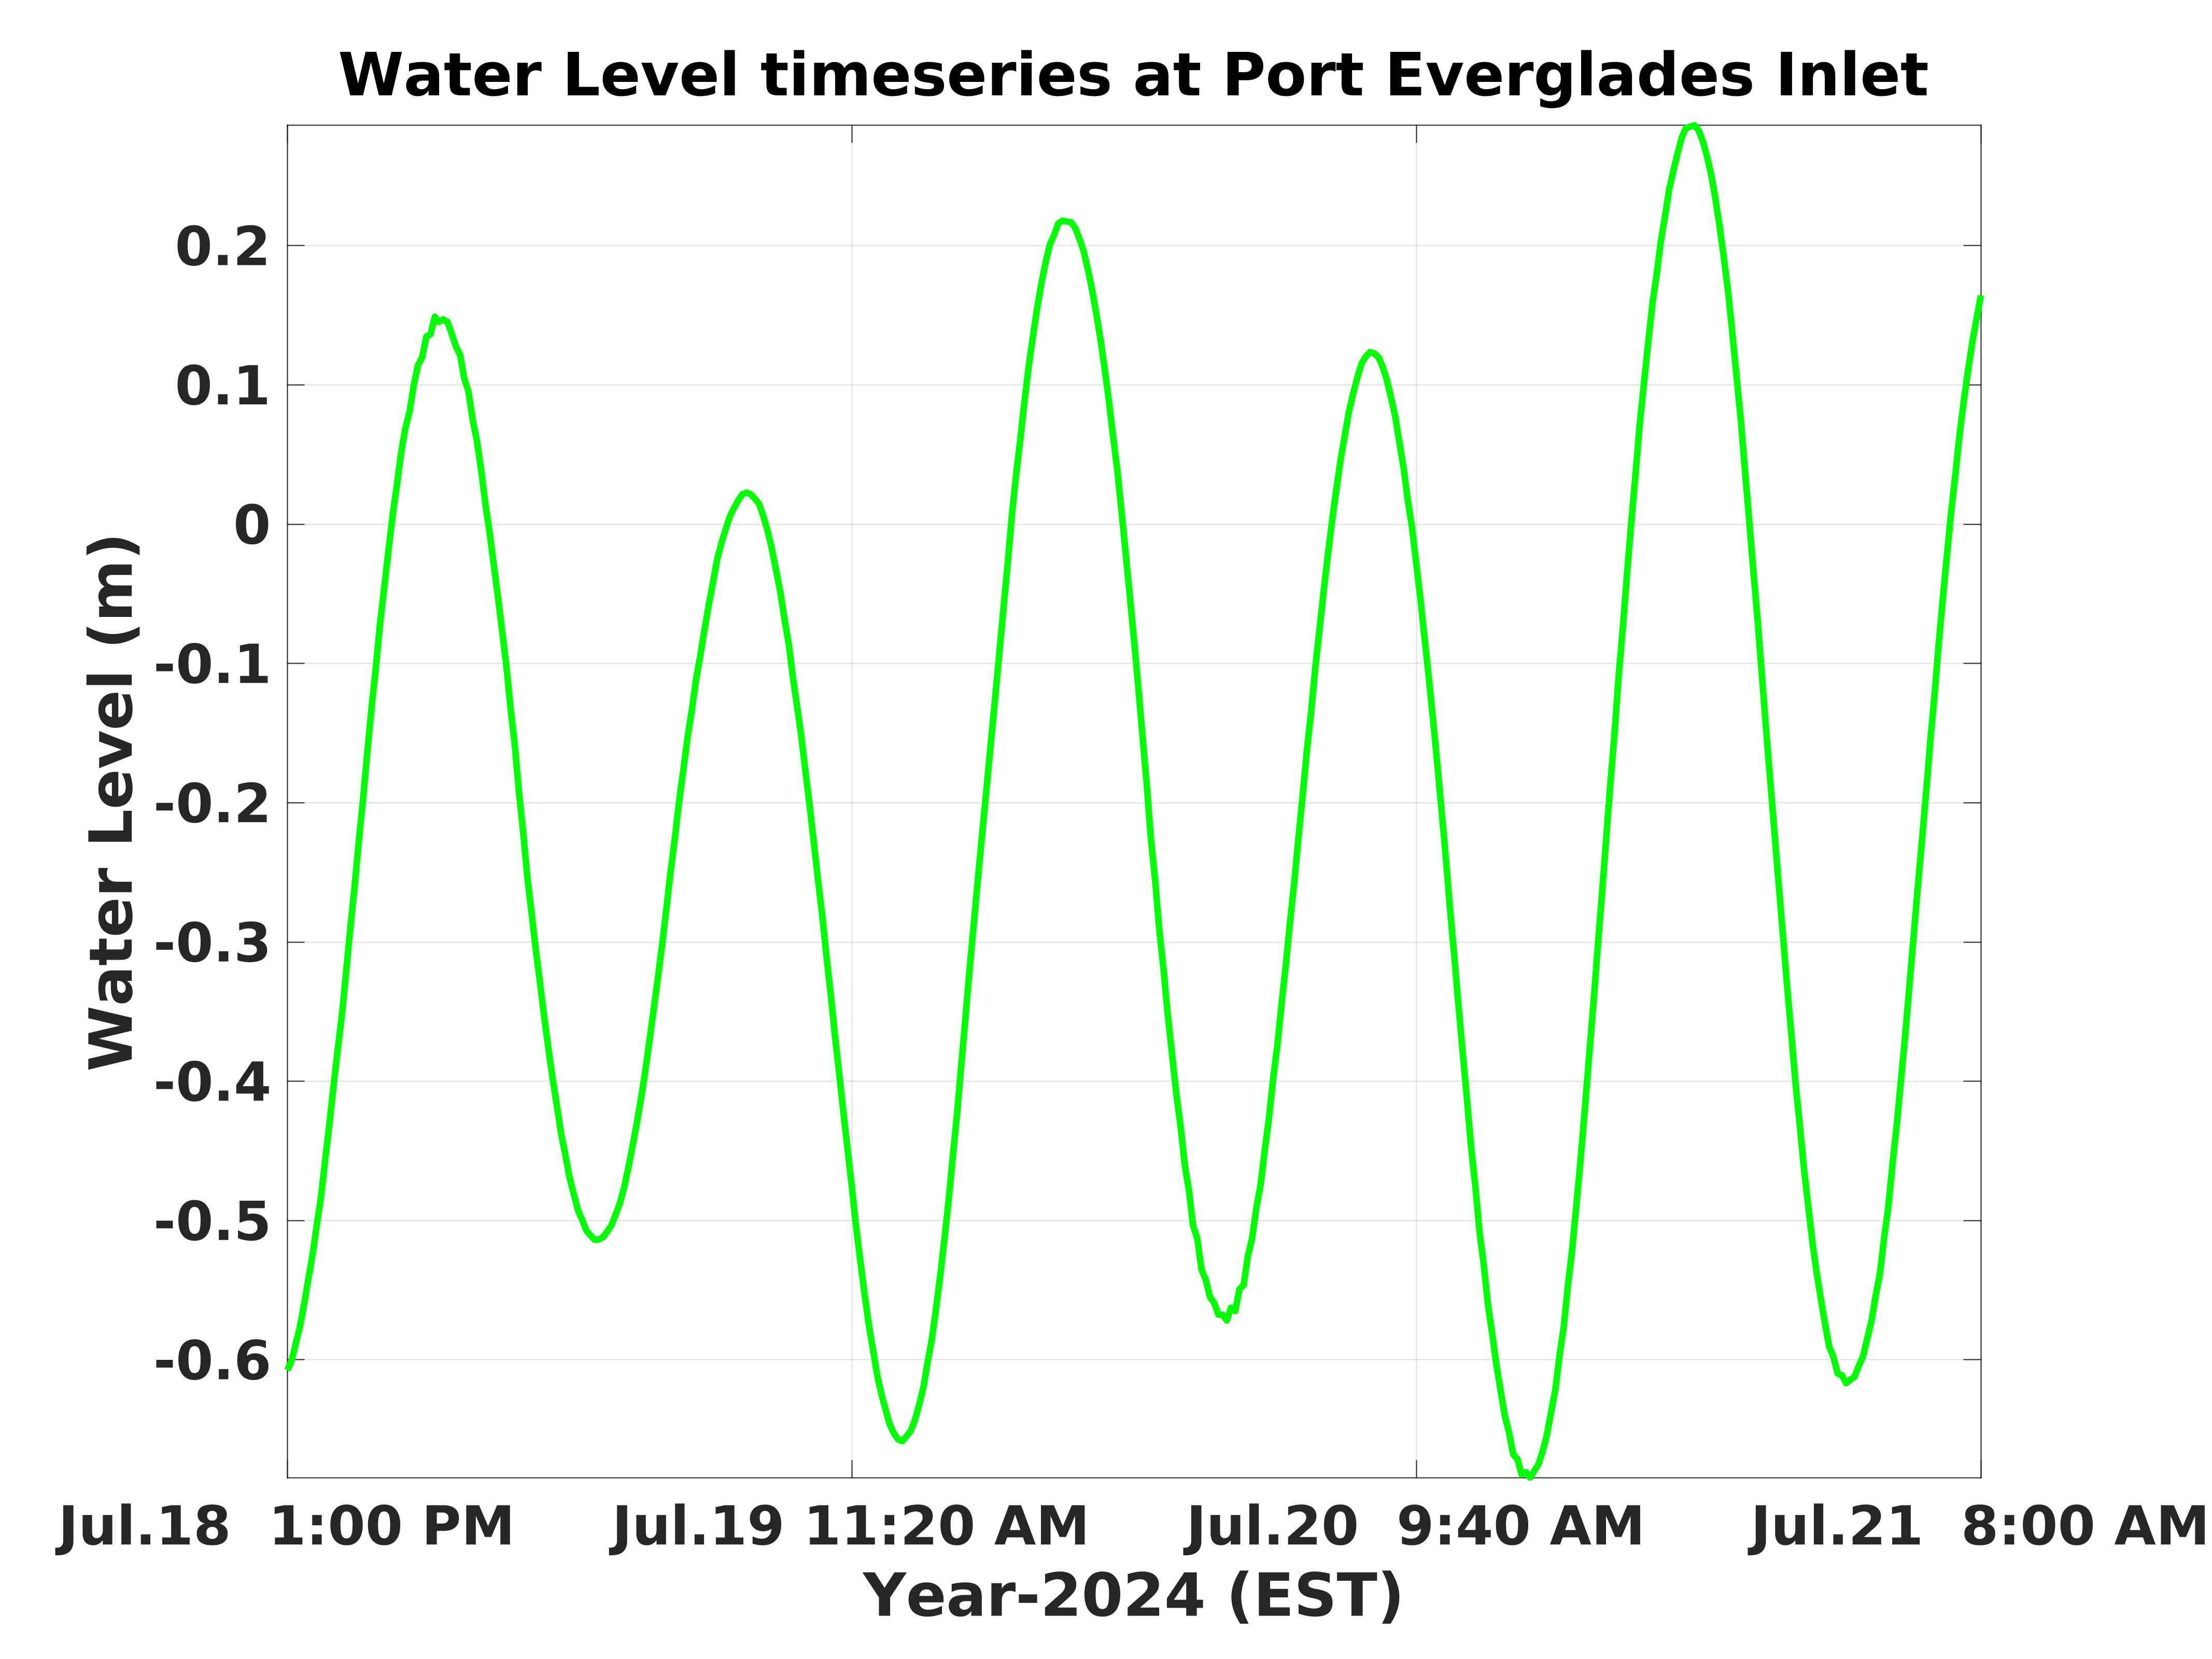 Water Level timeseries at Port Everglades Inlet
Water Level (m)
0.2
0.1
0
-0.1
-0.2
-0.3
-0.4
-0.5
-0.6
Jul.18 1:00 PM Jul.19 11:20 AM Jul.20 9:40 AM Jul.21 8:00 AM
Year-2024 (EST)